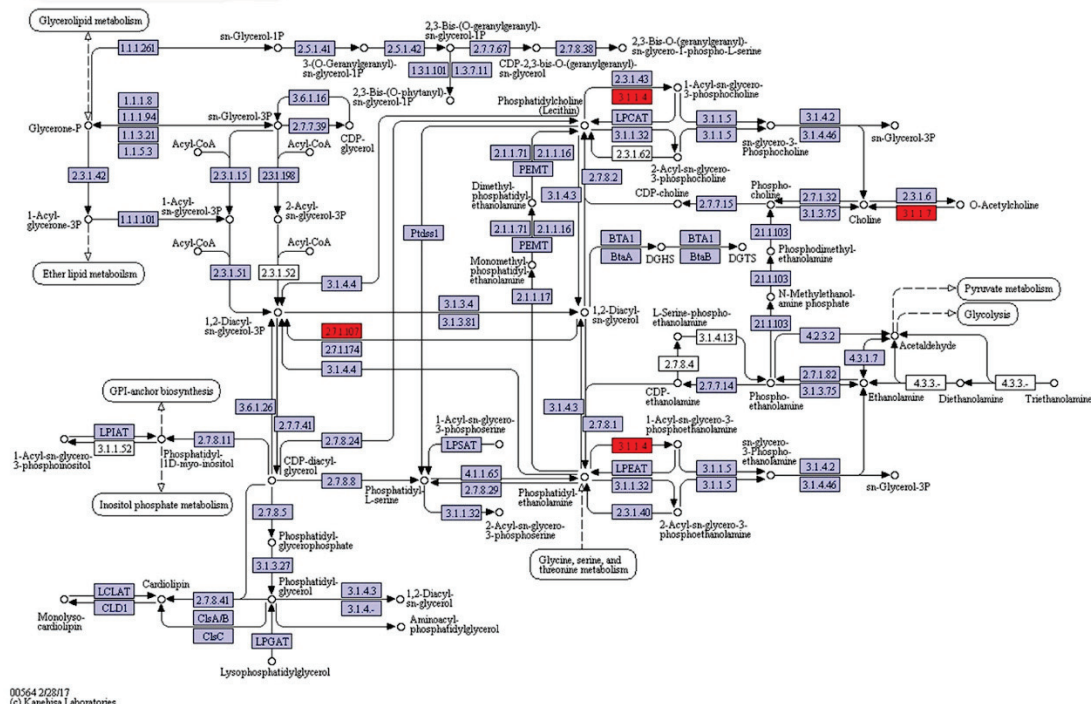 Glycerolipid metabolism
sn-Glycerol-1P
2,3-Bis-(O-geranylgeranyl)-
sn-glycerol-1P
1.1.1.261
2.5.1.41
2.5.1.42
2.7.7.67
2.7.8.38
2,3-Bis-O-(geranylgeranyl)-
sn-glycero-1-phospho-L-serine
3-(O-Geranylgeranyl)-
sn-glycerol-1P
1.3.1.101
1.3.7.11
CDP-2,3-bis-O-(geranylgeranyl)-
sn-glycerol
2,3-Bis-(O-phytanyl)-
sn-glycerol-1P
2.3.1.43
3.1.1.4
1-Acyl-sn-glycero-
3-phosphocholine
Phosphatidylcholine
(Lecithin)
1.1.1.8
1.1.1.94
1.1.3.21
1.1.5.3
Glycerone-P
sn-Glycerol-3P
3.6.1.16
2.7.7.39
CDP-
glycerol
LPCAT
3.1.1.32
2.3.1.62
3.1.1.5
3.1.1.5
sn-glycero-3-
Phosphocholine
3.1.4.2
3.1.4.46
sn-Glycerol-3P
2-Acyl-sn-glycero-
3-phosphocholine
Acyl-CoA
Acyl-CoA
2.3.1.42
2.3.1.15
2.3.1.198
2.1.1.71
2.1.1.16
PEMT
Dimethyl-
phosphatidyl-
ethanolamine
3.1.4.3
2.7.8.2
CDP-choline
2.7.7.15
Phospho-
choline
2.7.1.32
3.1.3.75
Choline
2.3.1.6
3.1.1.7
O-Acetylcholine
1-Acyl-
glycerone-3P
1.1.1.101
1-Acyl-
sn-glycerol-3P
2-Acyl-
sn-glycerol-3P
Ptdss1
2.1.1.71
2.1.1.16
PEMT
Monomethyl-
phosphatidyl-
ethanolamine
BTA1
BtaA
DGHS
BTA1
BtaB
DGTS
2.1.1.103
Phosphodimethyl-
ethanolamine
Acyl-CoA
Acyl-CoA
Ether lipid metaboilsm
2.3.1.51
2.3.1.52
3.1.4.4
2.1.1.17
2.1.1.103
N-Methylethanol-
amine phosphate
Pyruvate metabolism
Glycolysis
1,2-Diacyl-
sn-glycerol-3P
3.1.3.4
3.1.3.81
1,2-Diacyl-
sn-glycerol
L-Serine-phospho-
ethanolamine
2.1.1.103
2.7.1.107
2.7.1.174
3.1.4.4
3.1.4.13
4.2.3.2
Acetaldehyde
4.3.1.7
2.7.8.4
GPI-anchor biosynthesis
CDP-
ethanolamine
2.7.7.14
Phospho-
ethanolamine
2.7.1.82
3.1.3.75
Ethanolamine
4.3.3.-
Diethanolamine
4.3.3.-
Triethanolamine
3.6.1.26
2.7.7.41
3.1.4.3
2.7.8.1
1-Acyl-sn-glycero-
3-phosphoserine
1-Acyl-sn-glycero-3-
phosphoethanolamine
LPIAT
3.1.1.52
1-Acyl-sn-glycero-
3-phosphoinositol
2.7.8.11
Phosphatidyl-
1D-myo-inositol
2.7.8.24
LPSAT
3.1.1.4
sn-glycero-
3-Phospho-
ethanolamine
CDP-diacyl-
glycerol
2.7.8.8
Phosphatidyl-
L-serine
4.1.1.65
2.7.8.29
Phosphatidyl-
ethanolamine
LPEAT
3.1.1.32
3.1.1.5
3.1.1.5
3.1.4.2
3.1.4.46
sn-Glycerol-3P
Inositol phosphate metabolism
3.1.1.32
2-Acyl-sn-glycero-
3-phosphoserine
2.3.1.40
2-Acyl-sn-glycero-3-
phosphoethanolamine
2.7.8.5
Phosphatidyl-
glycerophosphate
Glycine, serine, and
threonine metabolism
3.1.3.27
LCLAT
CLD1
Monolyso-
cardiolipin
Cardiolipin
2.7.8.41
ClsA/B
ClsC
Phosphatidyl-
glycerol
3.1.4.3
3.1.4.-
1,2-Diacyl-
sn-glycerol
Aminoacyl-
phosphatidylglycerol
LPGAT
Lysophosphatidylglycerol
00564 2/28/17
(c) Kanehisa Laboratories